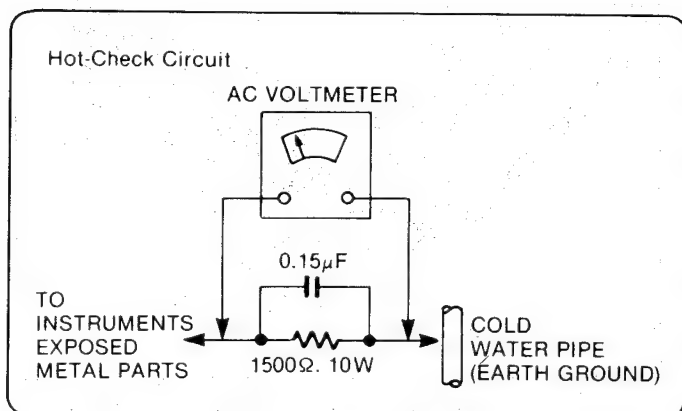 Hot-Check Circuit
AC VOLTMETER
0.15µF
TO
INSTRUMENTS
EXPOSED
METAL PARTS
1500Ω. 10W
COLD
WATER PIPE
(EARTH GROUND)